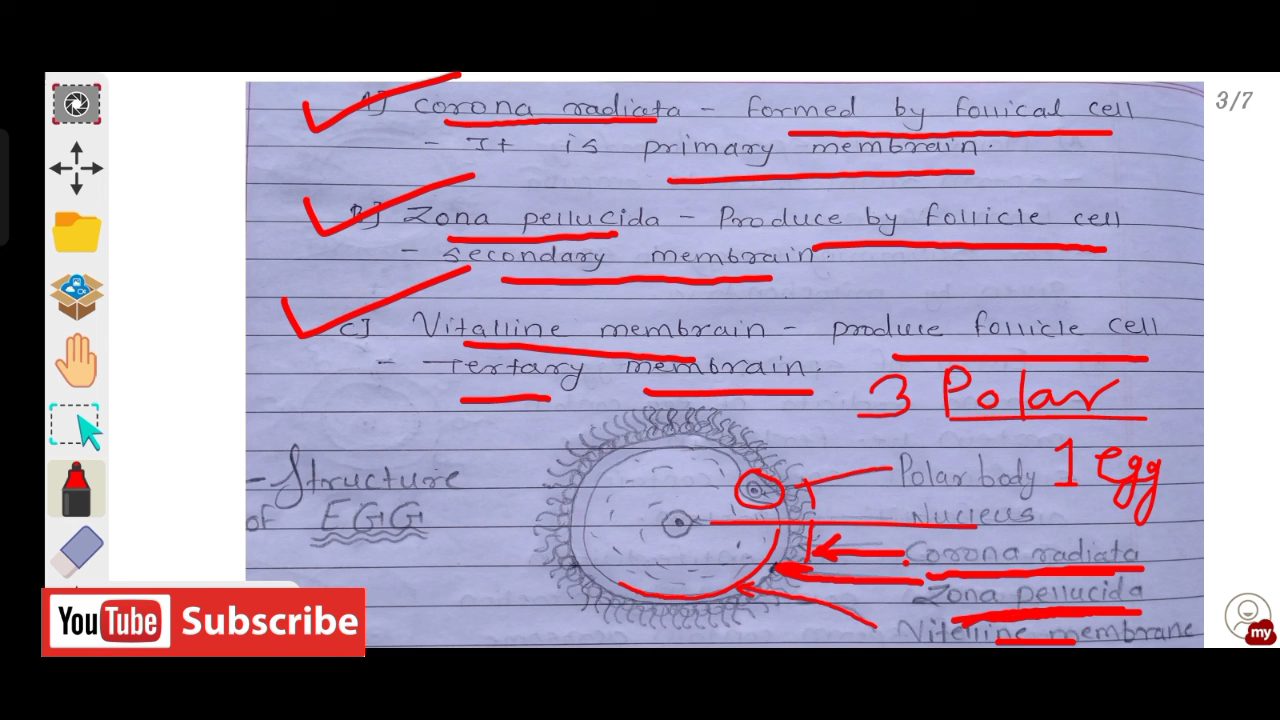 A] corona radiata - formed by follical cell
- It is primary membrain.
B] Zona pellucida - Produce by follicle cell
- secondary membrain.
C] Vitalline membrain - produce follicle cell
- Tertary membrain.
3 Polar
1 egg
- Structure
of EGG
Polar body
Nucleus
Corona radiata
Zona pellucida
Vitelline membrane
3/7
YouTube Subscribe
my